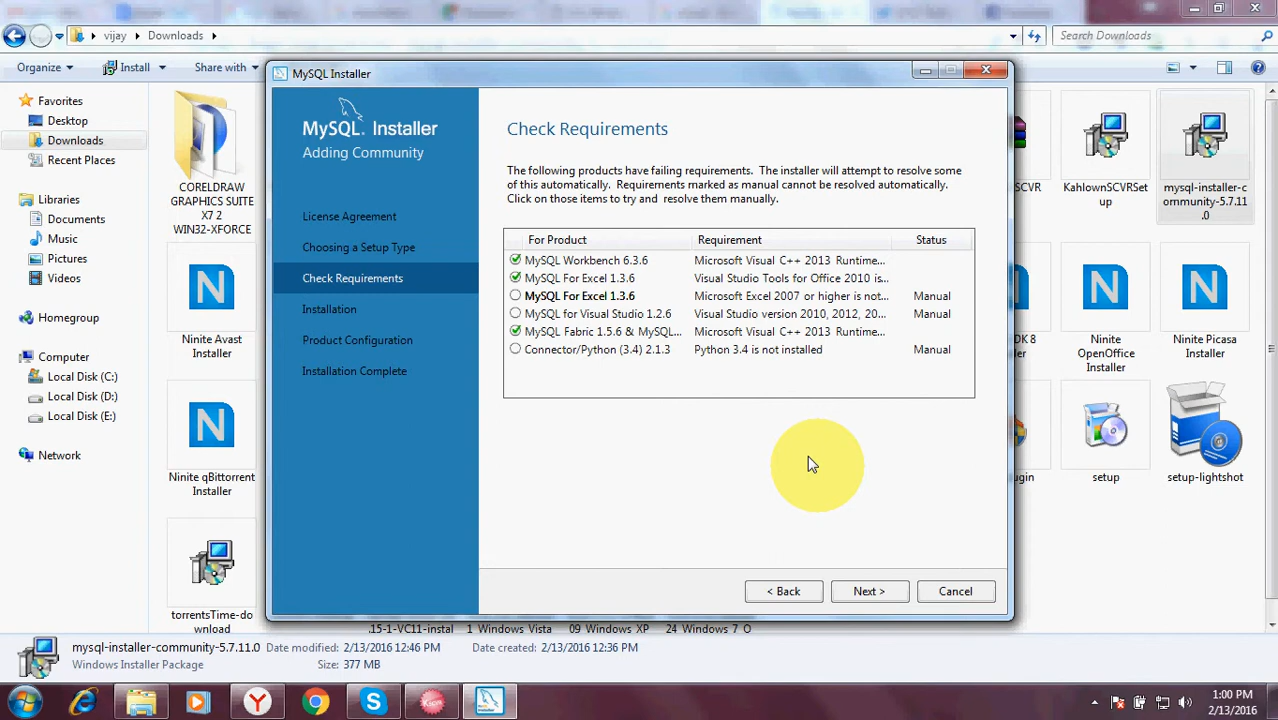 vijay
Downloads
Search Downloads
Organize
Install
Share with
Favorites
Desktop
Downloads
Recent Places
Libraries
Documents
Music
Pictures
Videos
Homegroup
Computer
Local Disk (C:)
Local Disk (D:)
Local Disk (E:)
Network
CORELDRAW
GRAPHICS SUITE
X7 2
WIN32-XFORCE
Ninite Avast
Installer
Ninite qBittorrent
Installer
torrentsTime-do
wnload
MySQL Installer
MySQL. Installer
Adding Community
License Agreement
Choosing a Setup Type
Check Requirements
Installation
Product Configuration
Installation Complete
Check Requirements
The following products have failing requirements. The installer will attempt to resolve some
of this automatically. Requirements marked as manual cannot be resolved automatically.
Click on those items to try and resolve them manually.
For Product Requirement Status
MySQL Workbench 6.3.6 Microsoft Visual C++ 2013 Runtime...
MySQL For Excel 1.3.6 Visual Studio Tools for Office 2010 is...
MySQL For Excel 1.3.6 Microsoft Excel 2007 or higher is not... Manual
MySQL for Visual Studio 1.2.6 Visual Studio version 2010, 2012, 20... Manual
MySQL Fabric 1.5.6 & MySQL... Microsoft Visual C++ 2013 Runtime...
Connector/Python (3.4) 2.1.3 Python 3.4 is not installed Manual
< Back
Next >
Cancel
SCVR
KahlownSCVRSet
up
mysql-installer-c
ommunity-5.7.11
.0
DK 8
Ninite
OpenOffice
Installer
Ninite Picasa
Installer
ugin
setup
setup-lightshot
.15-1-VC11-instal
1 Windows Vista
09 Windows XP
24 Windows 7 O
mysql-installer-community-5.7.11.0 Date modified: 2/13/2016 12:46 PM Date created: 2/13/2016 12:36 PM
Windows Installer Package Size: 377 MB
1:00 PM
2/13/2016